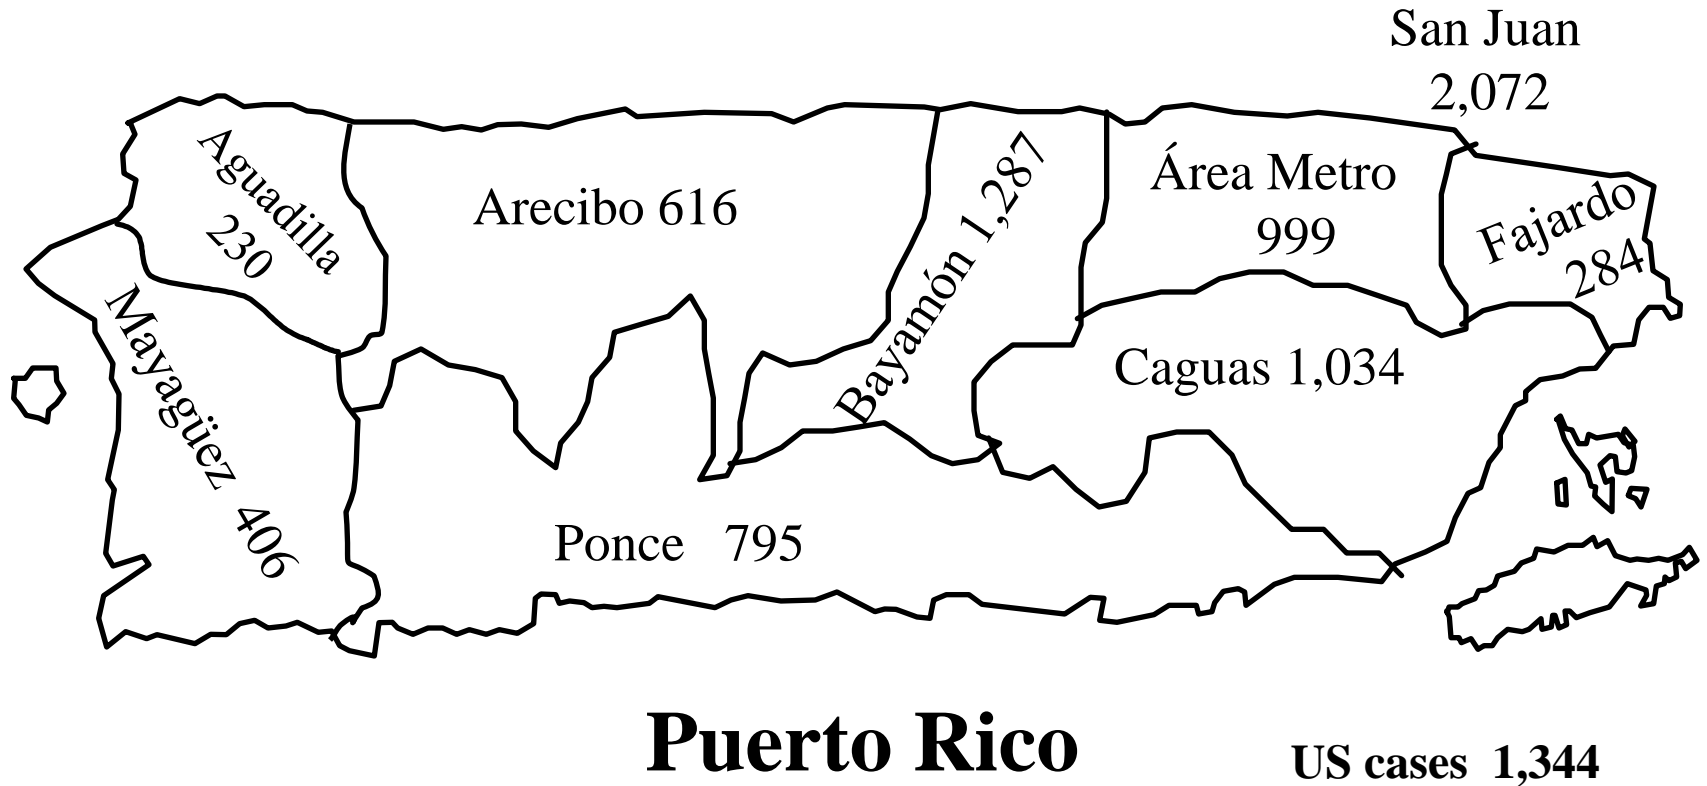 San Juan
2,072
Aguadilla
230
Arecibo 616
Bayamón 1,287
Área Metro
999
Fajardo
284
Mayagüez 406
Caguas 1,034
Ponce 795
Puerto Rico
US cases 1,344